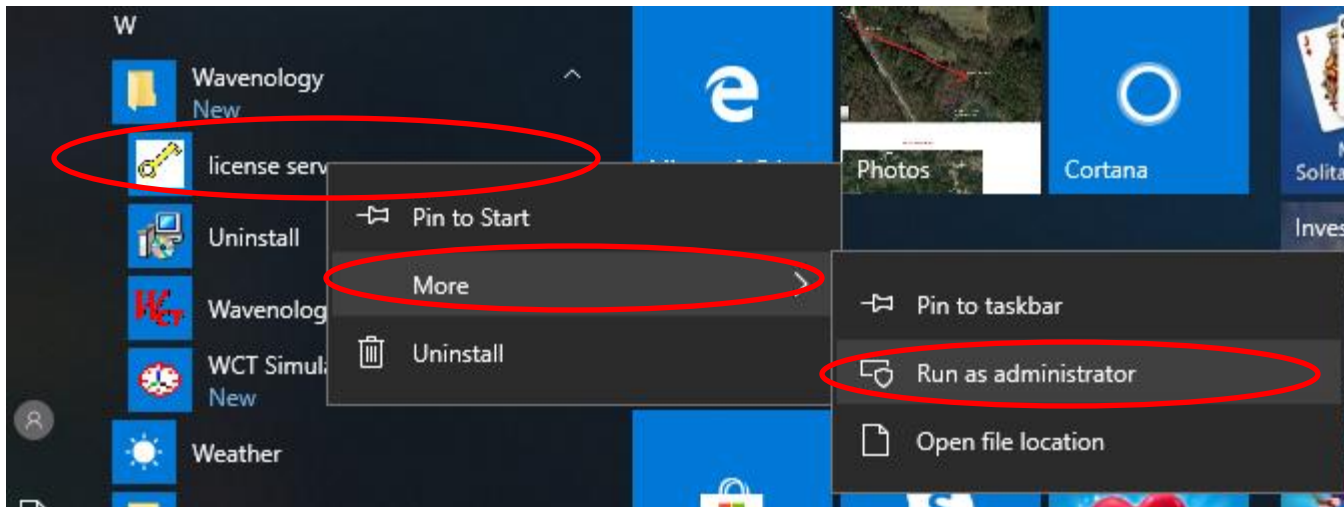 W
Wavenology
New
license serv
Uninstall
Wavenolog
WCT Simul
New
Weather
Pin to Start
More
Uninstall
Pin to taskbar
Run as administrator
Open file location
Photos
Cortana
Solita
Inves